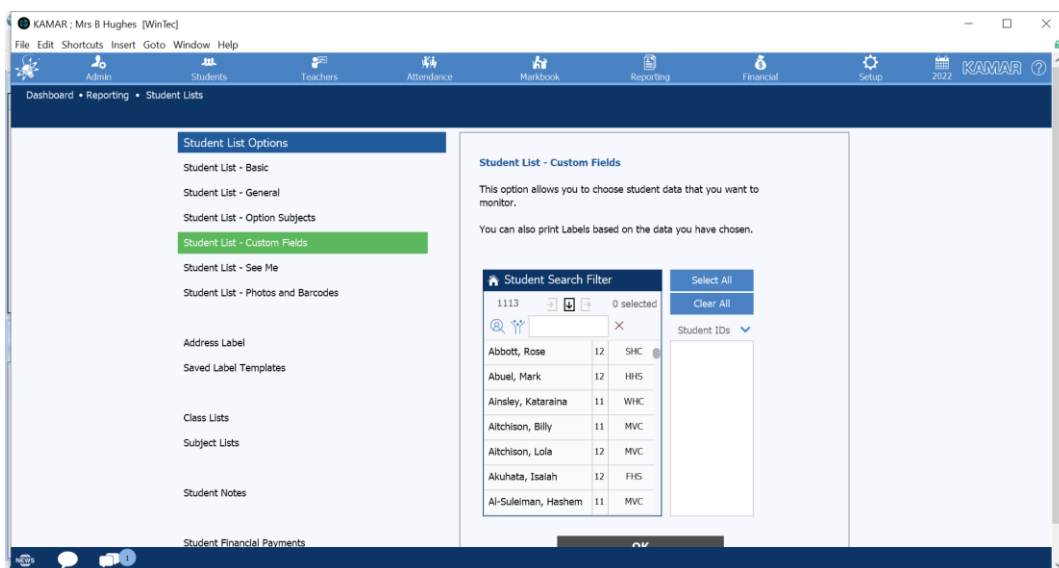 KAMAR ; Mrs B Hughes [WinTec]
File Edit Shortcuts Insert Goto Window Help
Admin Students Teachers Attendance Markbook Reporting Financial Setup 2022 KAMAR ?
Dashboard • Reporting • Student Lists
Student List Options
Student List - Basic
Student List - General
Student List - Option Subjects
Student List - Custom Fields
Student List - See Me
Student List - Photos and Barcodes
Address Label
Saved Label Templates
Class Lists
Subject Lists
Student Notes
Student Financial Payments
Student List - Custom Fields
This option allows you to choose student data that you want to
monitor.
You can also print Labels based on the data you have chosen.
Student Search Filter
1113 0 selected
Abbott, Rose 12 SHC
Abuel, Mark 12 HHS
Ainsley, Kataraina 11 WHC
Aitchison, Billy 11 MVC
Aitchison, Lola 12 MVC
Akuhata, Isaiah 12 FHS
Al-Suleiman, Hashem 11 MVC
Select All
Clear All
Student IDs
OK
NEWS 1